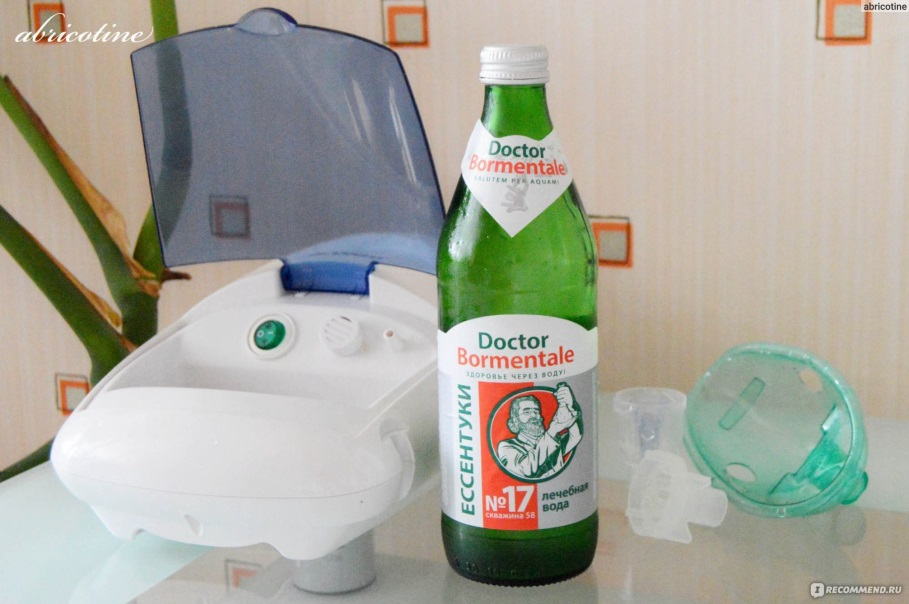 abricotine
abricotine
Doctor
Bormentale
SALUTEM PER AQUAM!
Doctor
Bormentale
ЗДОРОВЬЕ ЧЕРЕЗ ВОДУ!
ЕССЕНТУКИ
№17
скважина 58
лечебная
вода
IRECOMMEND.RU